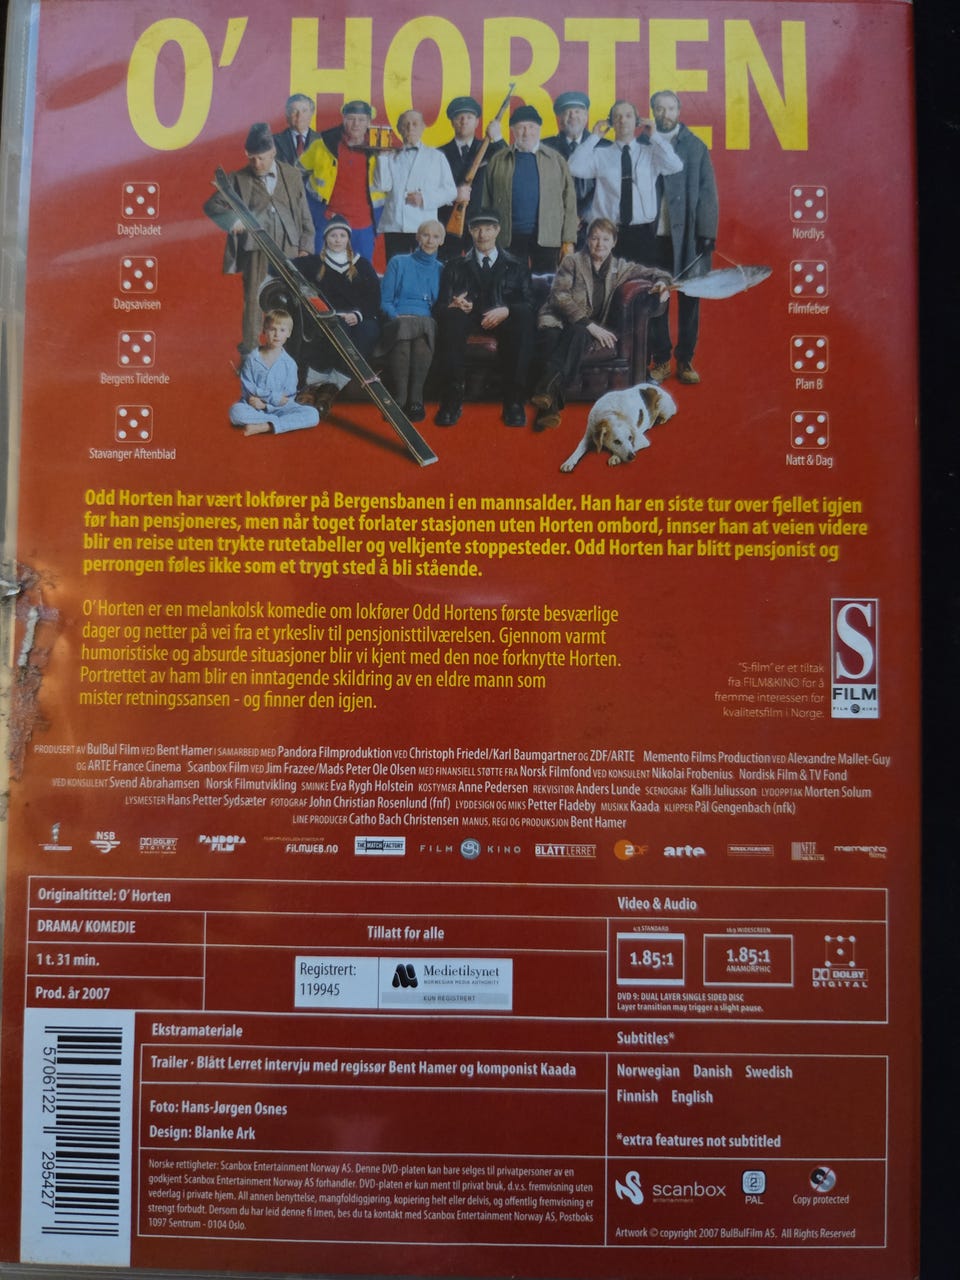 O' HORTEN
Dagbladet
Dagsavisen
Bergens Tidende
Stavanger Aftenblad
Nordlys
Filmfeber
Plan B
Natt & Dag
Odd Horten har vært lokfører på Bergensbanen i en mannsalder. Han har en siste tur over fjellet igjen
før han pensjoneres, men når toget forlater stasjonen uten Horten ombord, innser han at veien videre
blir en reise uten trykte rutetabeller og velkjente stoppesteder. Odd Horten har blitt pensjonist og
perrongen føles ikke som et trygt sted å bli stående.
O' Horten er en melankolsk komedie om lokfører Odd Hortens første besværlige
dager og netter på vei fra et yrkesliv til pensjonisttilværelsen. Gjennom varmt
humoristiske og absurde situasjoner blir vi kjent med den noe forknytte Horten.
Portrettet av ham blir en inntagende skildring av en eldre mann som
mister retningssansen - og finner den igjen.
"S-film" er et tiltak
fra FILM&KINO for å
fremme interessen for
kvalitetsfilm i Norge.
S
FILM
FILM KINO
PRODUSERT AV BulBul Film VED Bent Hamer I SAMARBEID MED Pandora Filmproduktion VED Christoph Friedel/Karl Baumgartner OG ZDF/ARTE Memento Films Production VED Alexandre Mallet-Guy
OG ARTE France Cinema Scanbox Film VED Jim Frazee/Mads Peter Ole Olsen MED FINANSIELL STØTTE FRA Norsk Filmfond VED KONSULENT Nikolaj Frobenius Nordisk Film & TV Fond
VED KONSULENT Svend Abrahamsen Norsk Filmutvikling SMINKE Eva Rygh Holstein KOSTYMER Anne Pedersen REKVISITØR Anders Lunde SCENOGRAF Kalli Juliusson LYDOPPTAK Morten Solum
LYSMESTER Hans Petter Sydsæter FOTOGRAF John Christian Rosenlund (fnf) LYDDESIGN OG MIKS Petter Fladeby MUSIKK Kaada KLIPPER Pål Gengenbach (nfk)
LINE PRODUCER Catho Bach Christensen MANUS, REGI OG PRODUKSJON Bent Hamer
NSB
DOLBY DIGITAL
PANDORA FILM
FILMWEB.NO
THE MATCH FACTORY
FILM KINO
BLÅTT LERRET
ZDF
arte
memento films
Originaltittel: O' Horten
DRAMA/ KOMEDIE
1 t. 31 min.
Prod. år 2007
Tillatt for alle
Registrert:
119945
Medietilsynet
NORWEGIAN MEDIA AUTHORITY
KUN REGISTRERT
Video & Audio
4:3 STANDARD
1.85:1
16:9 WIDESCREEN
1.85:1
ANAMORPHIC
DOLBY
DIGITAL
DVD 9: DUAL LAYER SINGLE SIDED DISC
Layer transition may trigger a slight pause.
5706122 295427
Ekstramateriale
Trailer · Blått Lerret intervju med regissør Bent Hamer og komponist Kaada
Foto: Hans-Jørgen Osnes
Design: Blanke Ark
Subtitles*
Norwegian Danish Swedish
Finnish English
*extra features not subtitled
Norske rettigheter: Scanbox Entertainment Norway AS. Denne DVD-platen kan bare selges til privatpersoner av en
godkjent Scanbox Entertainment Norway AS forhandler. DVD-platen er kun ment til privat bruk, d.v.s. fremvisning uten
vederlag i private hjem. All annen benyttelse, mangfoldiggjøring, kopiering helt eller delvis, og offentlig fremvisning er
strengt forbudt. Dersom du har leid denne filmen, bes du ta kontakt med Scanbox Entertainment Norway AS, Postboks
1097 Sentrum - 0104 Oslo.
scanbox
entertainment
2
PAL
Copy protected
Artwork © copyright 2007 BulBulFilm AS. All Rights Reserved